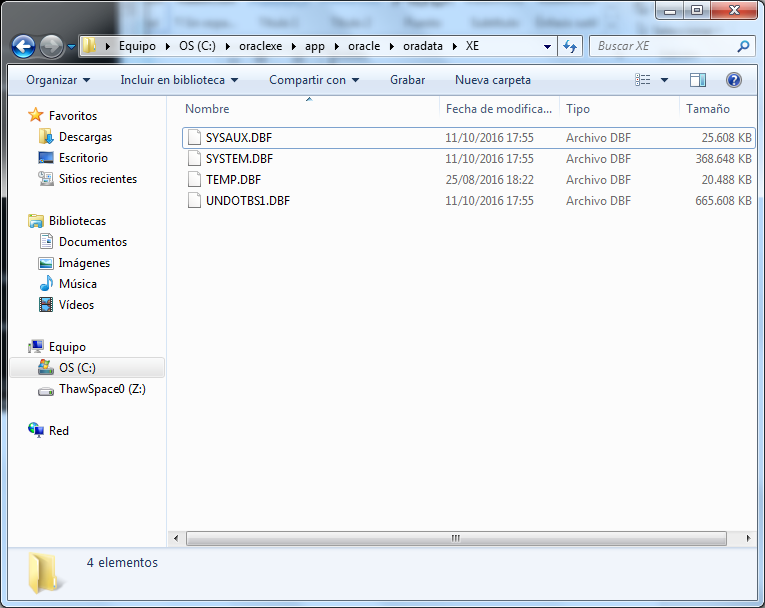 Equipo OS (C:) oraclexe app oracle oradata XE Buscar XE
Organizar Incluir en biblioteca Compartir con Grabar Nueva carpeta
Nombre Fecha de modifica... Tipo Tamaño
SYSAUX.DBF 11/10/2016 17:55 Archivo DBF 25.608 KB
SYSTEM.DBF 11/10/2016 17:55 Archivo DBF 368.648 KB
TEMP.DBF 25/08/2016 18:22 Archivo DBF 20.488 KB
UNDOTBS1.DBF 11/10/2016 17:55 Archivo DBF 665.608 KB
Favoritos
Descargas
Escritorio
Sitios recientes
Bibliotecas
Documentos
Imágenes
Música
Vídeos
Equipo
OS (C:)
ThawSpace0 (Z:)
Red
4 elementos